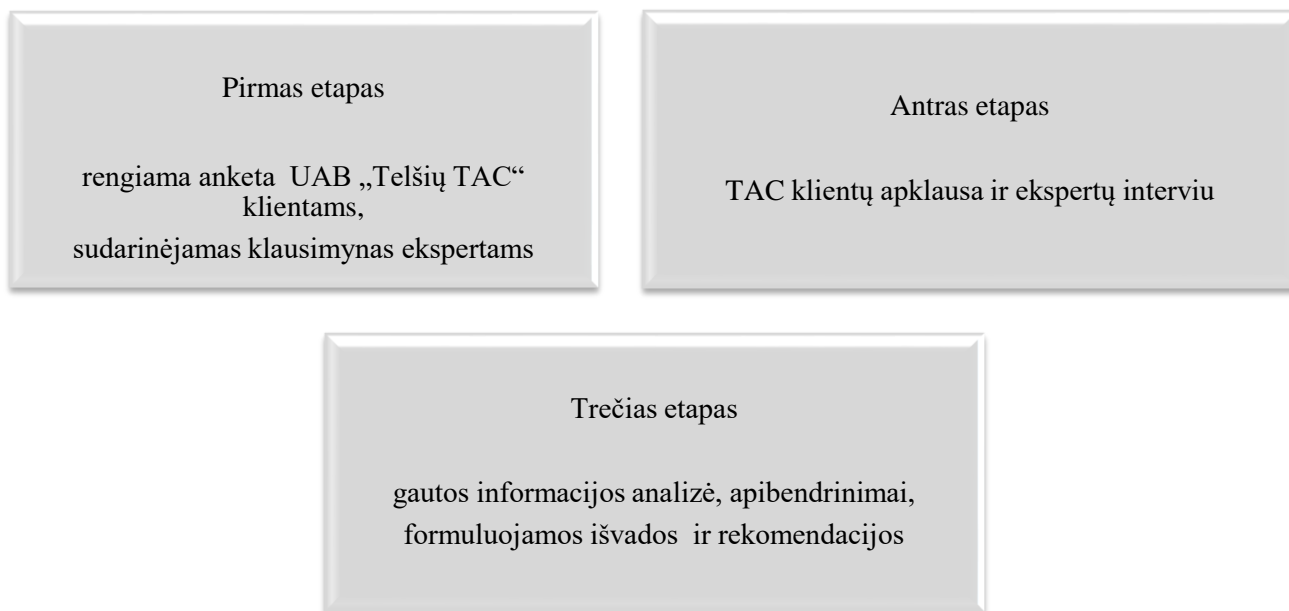 Pirmas etapas
rengiama anketa UAB „Telšių TAC“
klientams,
sudarinėjamas klausimynas ekspertams
Antras etapas
TAC klientų apklausa ir ekspertų interviu
Trečias etapas
gautos informacijos analizė, apibendrinimai,
formuluojamos išvados ir rekomendacijos